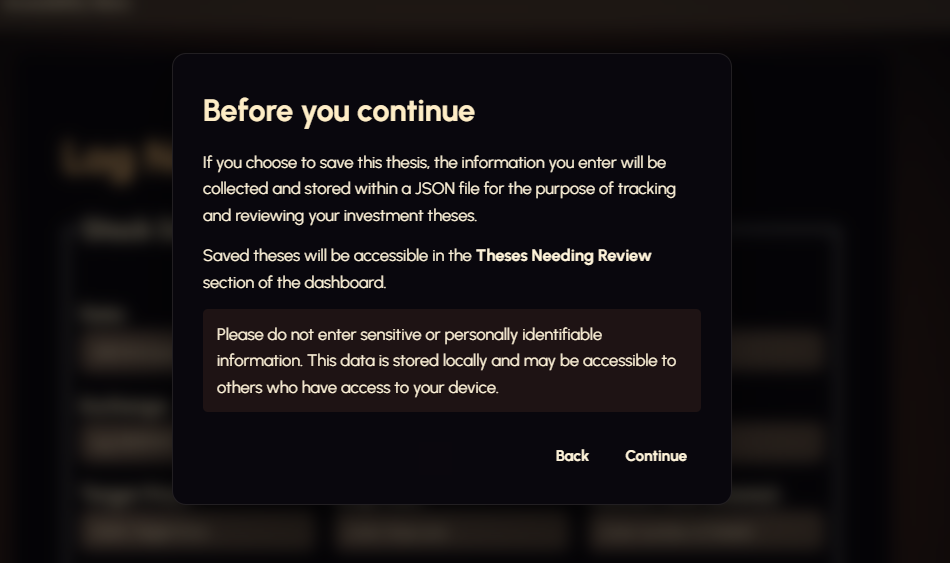 Before you continue
If you choose to save this thesis, the information you enter will be
collected and stored within a JSON file for the purpose of tracking
and reviewing your investment theses.
Saved theses will be accessible in the Theses Needing Review
section of the dashboard.
Please do not enter sensitive or personally identifiable
information. This data is stored locally and may be accessible to
others who have access to your device.
Back Continue